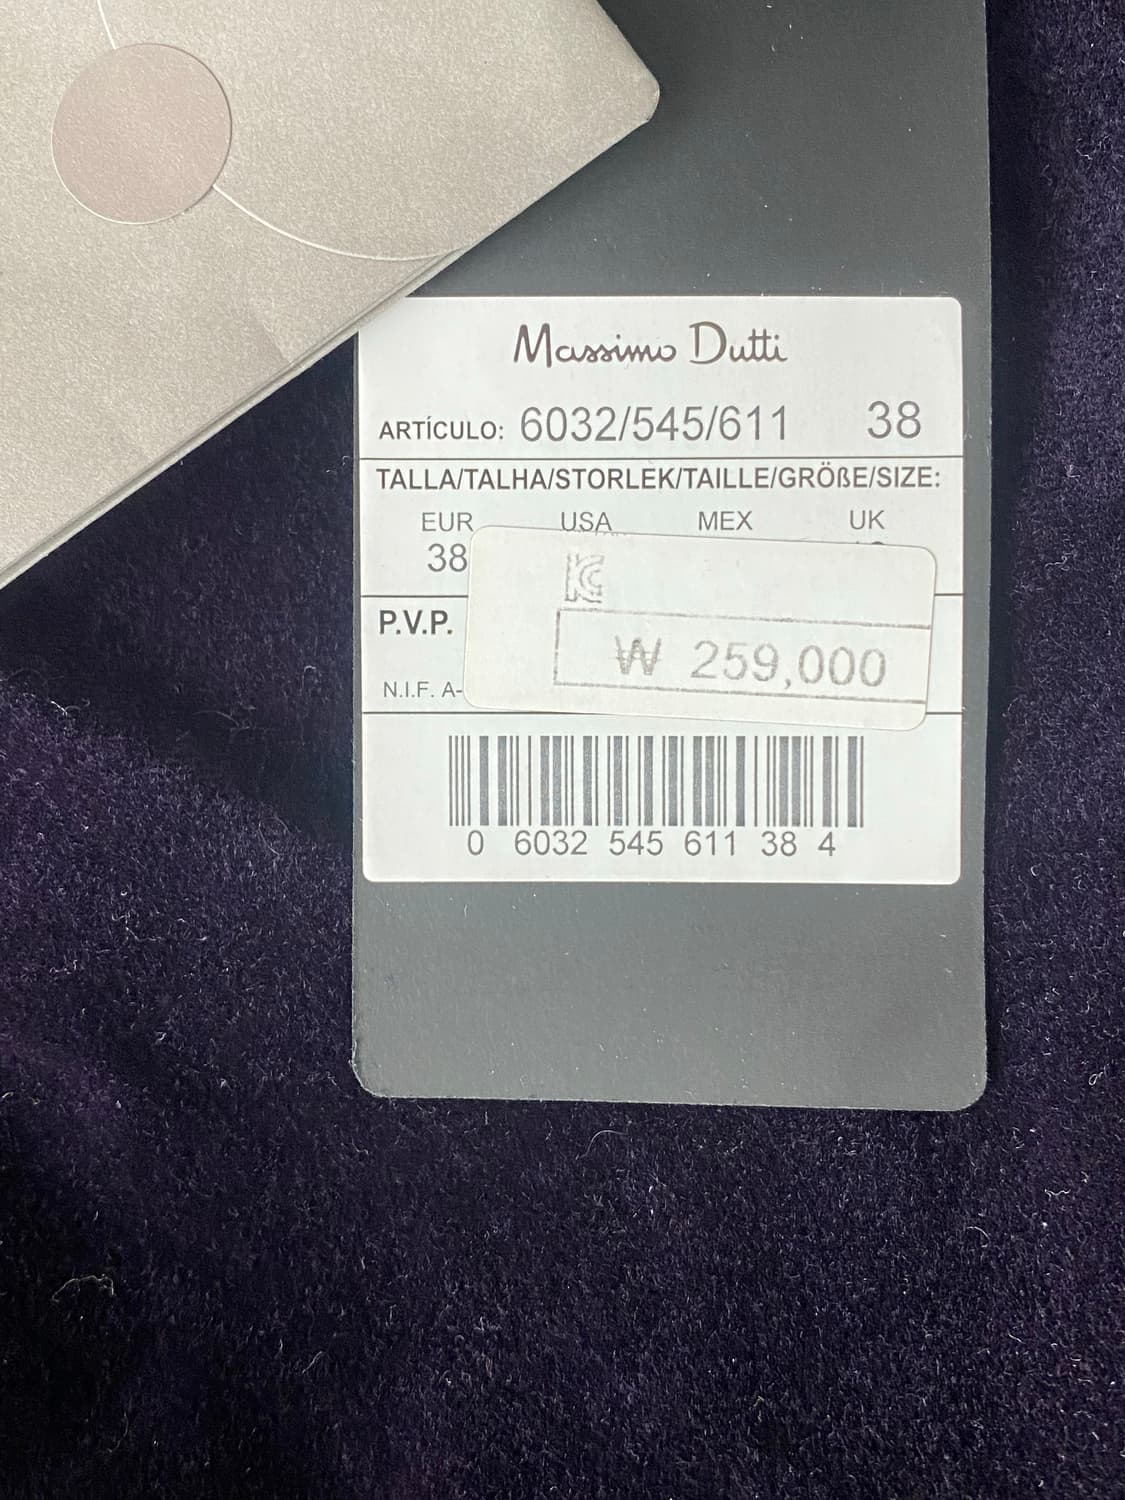 Massimo Dutti
ARTÍCULO: 6032/545/611 38
TALLA/TALHA/STORLEK/TAILLE/GRÖßE/SIZE:
EUR USA MEX UK
38
KC
P.V.P. ₩ 259,000
N.I.F. A-
0 6032 545 611 38 4